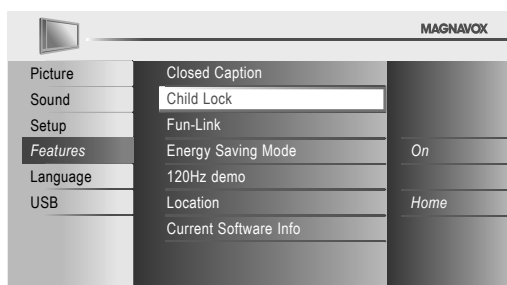 MAGNAVOX
Picture
Closed Caption
Sound
Child Lock
Setup
Fun-Link
Features
Energy Saving Mode
On
Language
120Hz demo
USB
Location
Home
Current Software Info